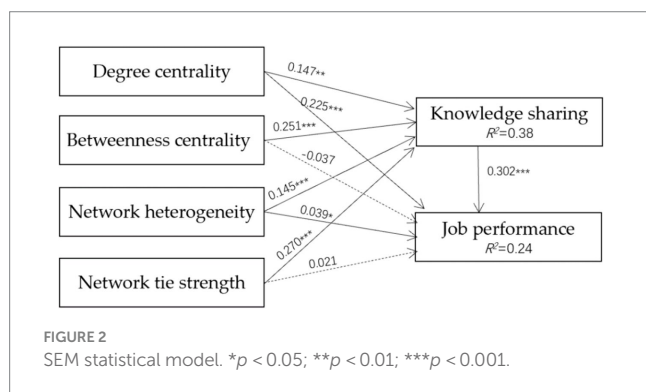 Degree centrality
Betweenness centrality
Network heterogeneity
Network tie strength
0.147**
0.225***
0.251***
-0.037
0.145***
0.039*
0.270***
0.021
Knowledge sharing
R²=0.38
0.302***
Job performance
R²=0.24
FIGURE 2
SEM statistical model. *p < 0.05; **p < 0.01; ***p < 0.001.